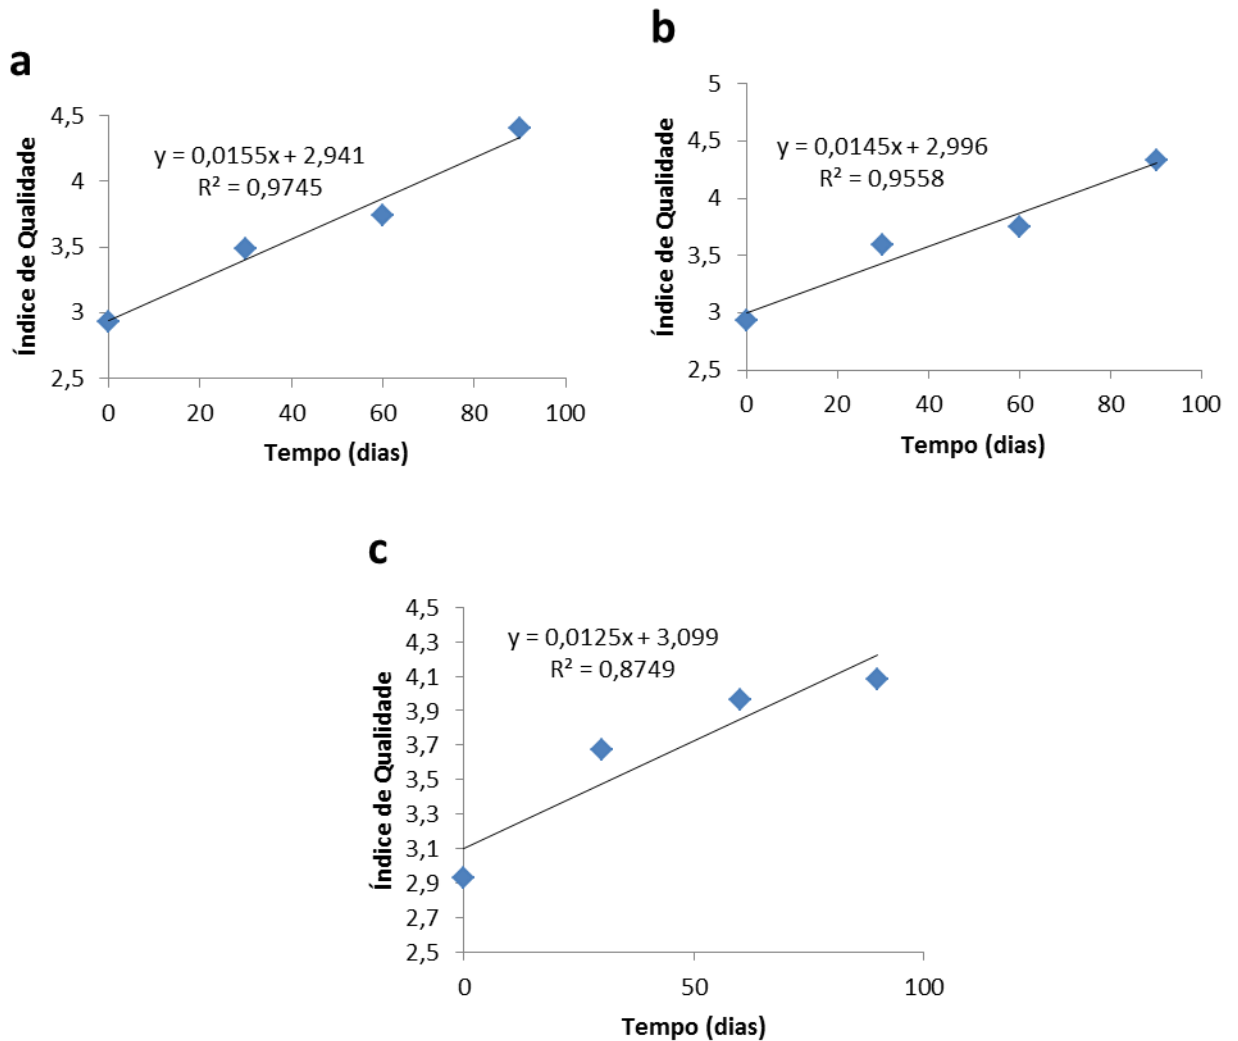 a
Índice de Qualidade
4,5
4
3,5
3
2,5
y = 0,0155x + 2,941
R² = 0,9745
0 20 40 60 80 100
Tempo (dias)
b
Índice de Qualidade
5
4,5
4
3,5
3
2,5
y = 0,0145x + 2,996
R² = 0,9558
0 20 40 60 80 100
Tempo (dias)
c
Índice de Qualidade
4,5
4,3
4,1
3,9
3,7
3,5
3,3
3,1
2,9
2,7
2,5
y = 0,0125x + 3,099
R² = 0,8749
0 50 100
Tempo (dias)